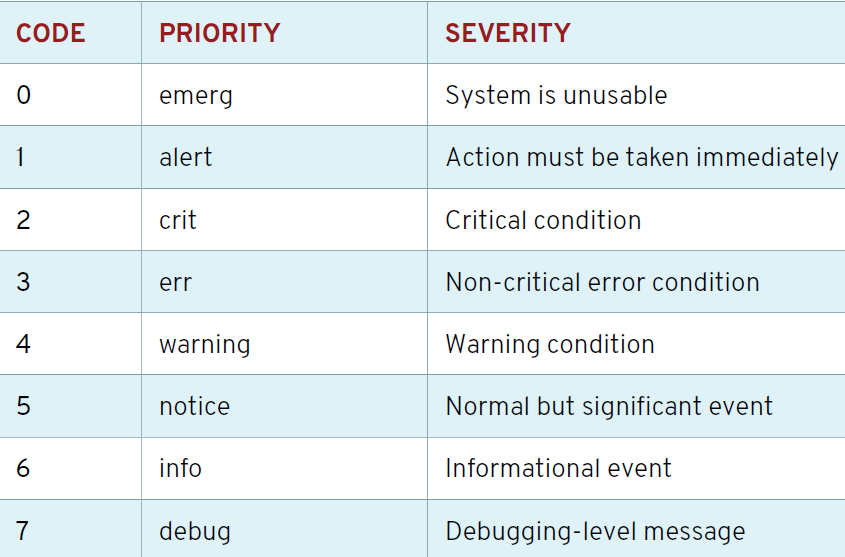 CODE PRIORITY SEVERITY
0 emerg System is unusable
1 alert Action must be taken immediately
2 crit Critical condition
3 err Non-critical error condition
4 warning Warning condition
5 notice Normal but significant event
6 info Informational event
7 debug Debugging-level message